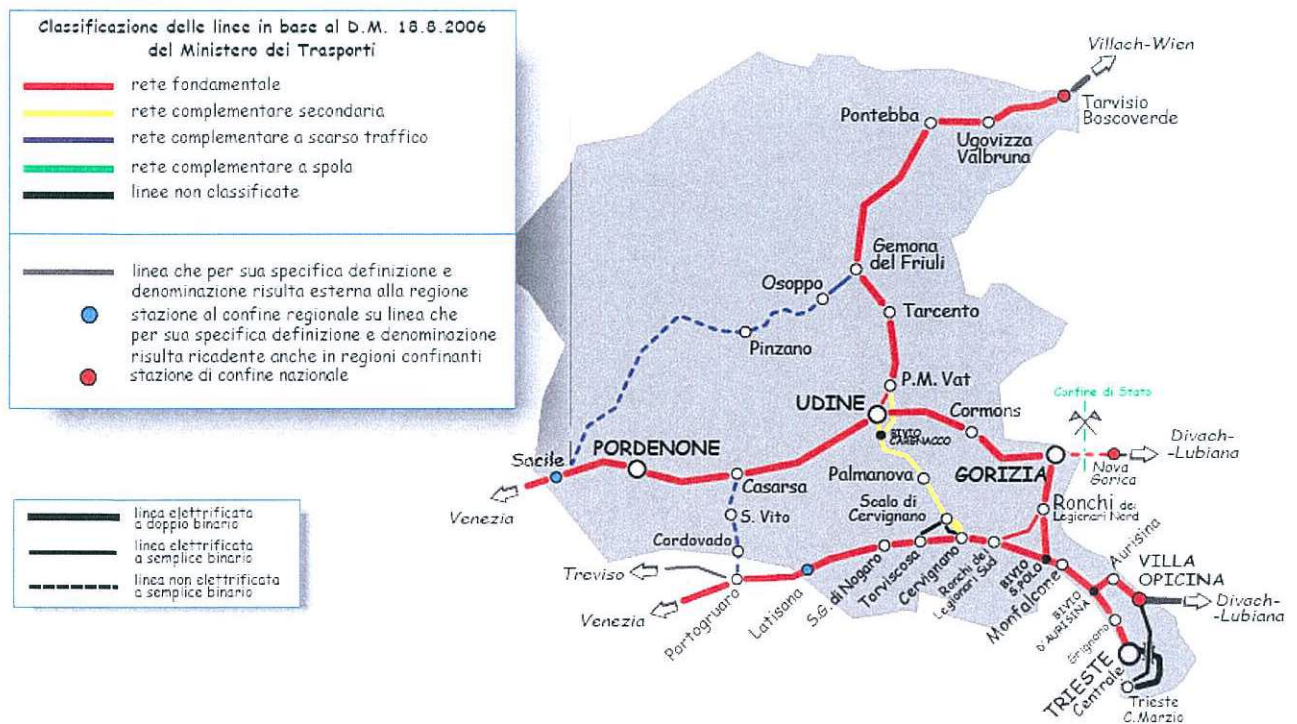 Classificazione delle linee in base al D.M. 18.8.2006
del Ministero dei Trasporti
rete fondamentale
rete complementare secondaria
rete complementare a scarso traffico
rete complementare a spola
linee non classificate
linea che per sua specifica definizione e
denominazione risulta esterna alla regione
stazione al confine regionale su linea che
per sua specifica definizione e denominazione
risulta ricadente anche in regioni confinanti
stazione di confine nazionale
linea elettrificata
a doppio binario
linea elettrificata
a semplice binario
linea non elettrificata
a semplice binario
Villach-Wien
Tarvisio
Boscoverde
Pontebba
Ugovizza
Valbruna
Gemona
del Friuli
Osoppo
Tarcento
Pinzano
P.M. Vat
UDINE
BIVIO
CARGNACCO
Cormons
Confine di Stato
GORIZIA
Nova
Gorica
Divach-
-Lubiana
PORDENONE
Sacile
Venezia
Casarsa
Palmanova
Scalo di
Cervignano
Ronchi dei
Legionari Nord
S. Vito
Cordovado
Treviso
Venezia
Portogruaro
Latisana
S.G. di Nogaro
Torviscosa
Cervignano
Ronchi dei
Legionari Sud
BIVIO
S.POLO
Monfalcone
BIVIO
D'AURISINA
Aurisina
VILLA
OPICINA
Divach-
-Lubiana
Grignano
TRIESTE
Centrale
Trieste
C. Marzio